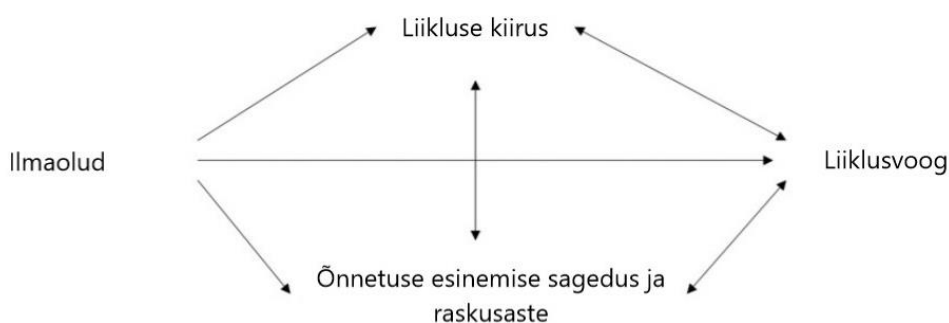 Liikluse kiirus
Ilmaolud
Liiklusvoog
Õnnetuse esinemise sagedus ja
raskusaste